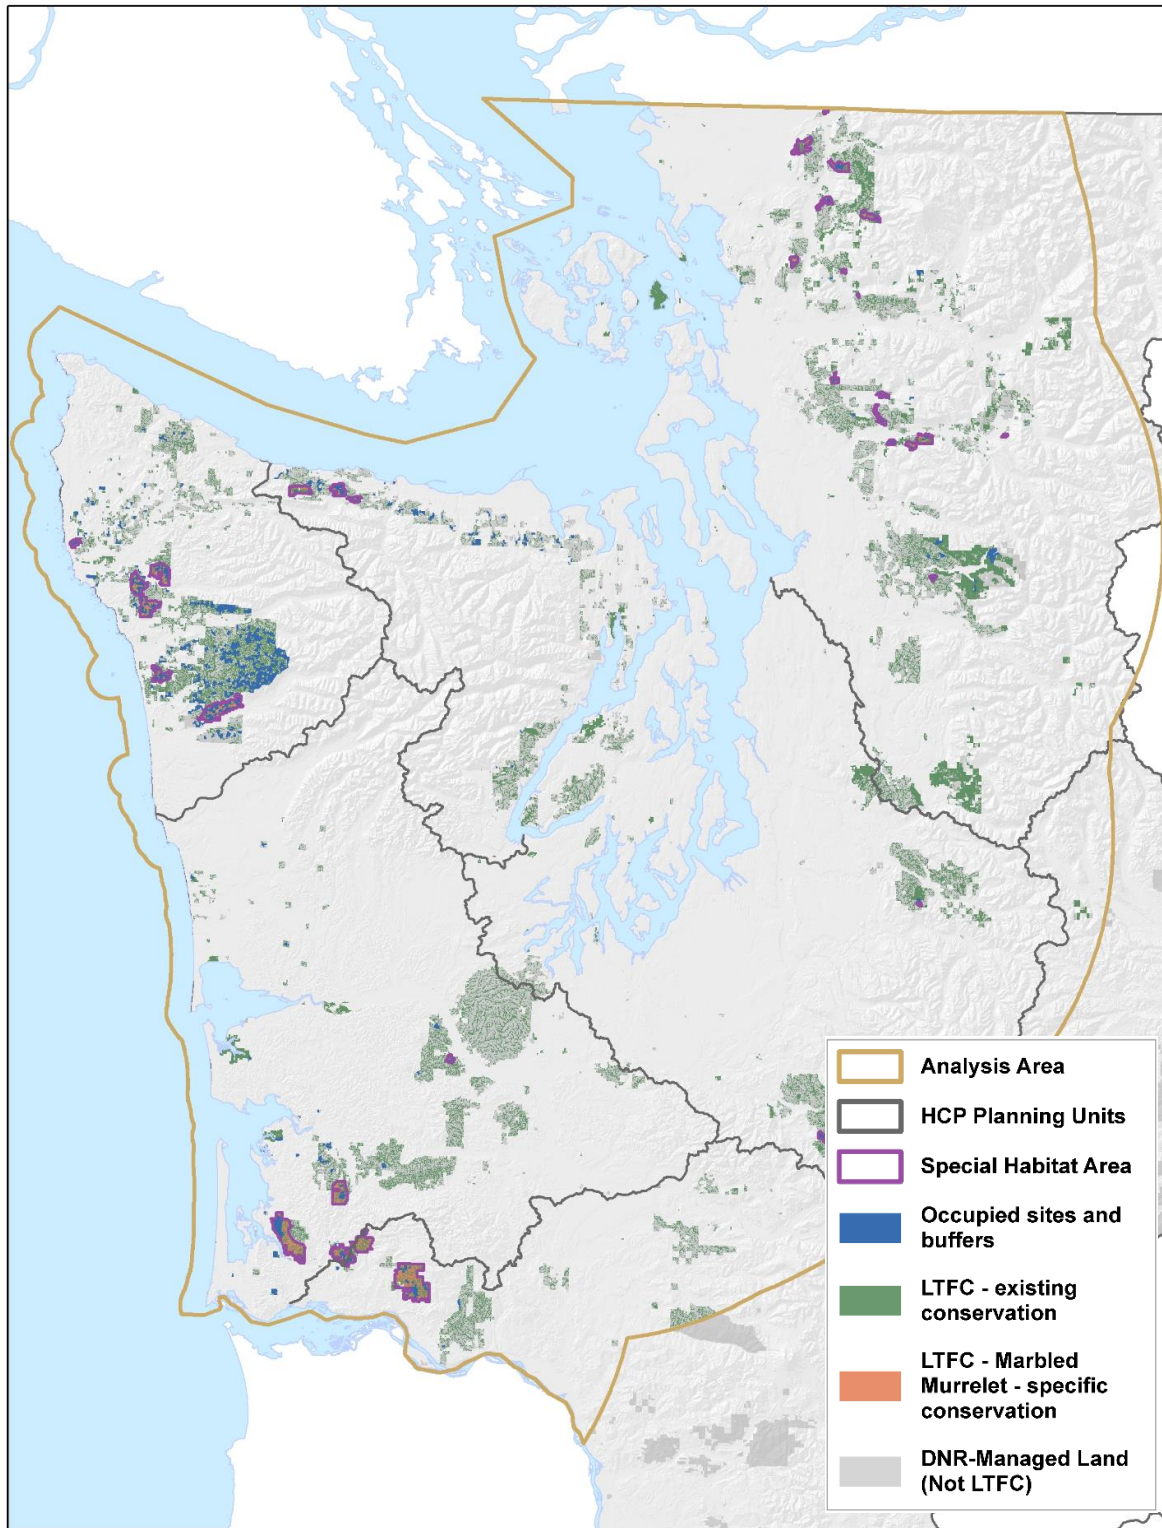 Analysis Area
HCP Planning Units
Special Habitat Area
Occupied sites and
buffers
LTFC - existing
conservation
LTFC - Marbled
Murrelet - specific
conservation
DNR-Managed Land
(Not LTFC)